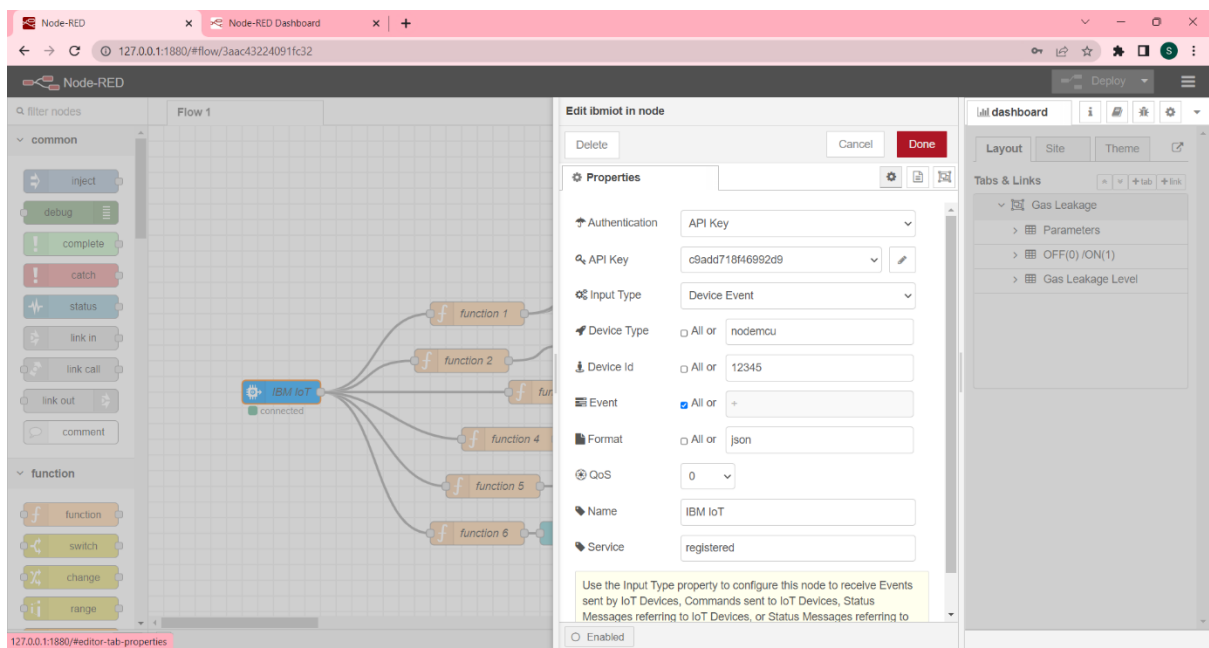 Node-RED
Node-RED Dashboard
127.0.0.1:1880/#flow/3aac43224091fc32
S
Node-RED
Deploy
filter nodes
Flow 1
common
inject
debug
complete
catch
status
link in
link call
link out
comment
function
function
switch
change
range
IBM IoT
connected
function 1
function 2
fun
function 4
function 5
function 6
Edit ibmiot in node
Delete
Cancel
Done
Properties
Authentication API Key
API Key c9add718f46992d9
Input Type Device Event
Device Type All or nodemcu
Device Id All or 12345
Event All or +
Format All or json
QoS 0
Name IBM IoT
Service registered
Use the Input Type property to configure this node to receive Events
sent by IoT Devices, Commands sent to IoT Devices, Status
Messages referring to IoT Devices, or Status Messages referring to
Enabled
dashboard
i
Layout Site Theme
Tabs & Links +tab +link
Gas Leakage
Parameters
OFF(0) /ON(1)
Gas Leakage Level
127.0.0.1:1880/#editor-tab-properties